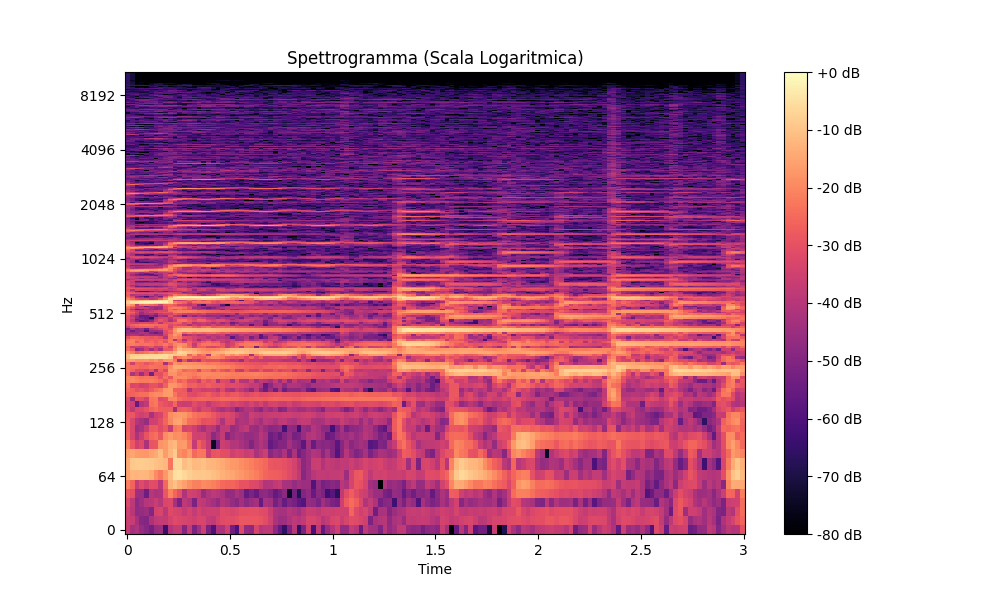 Spettrogramma (Scala Logaritmica)
Hz
8192
4096
2048
1024
512
256
128
64
0
0
0.5
1
1.5
2
2.5
3
Time
+0 dB
-10 dB
-20 dB
-30 dB
-40 dB
-50 dB
-60 dB
-70 dB
-80 dB